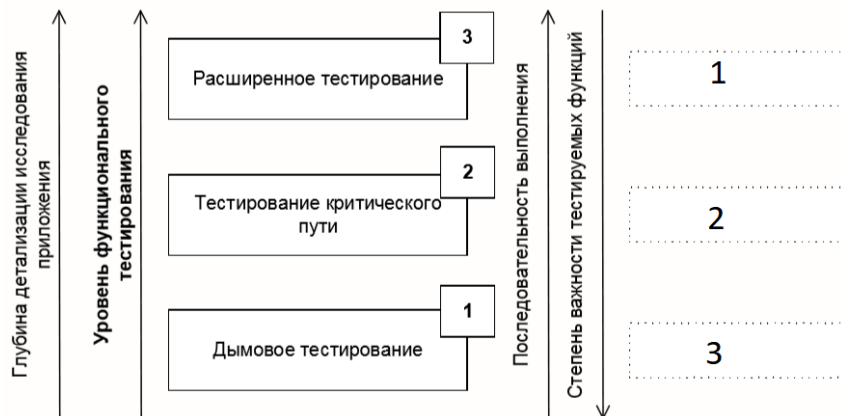 Глубина детализации исследования
приложения
Уровень функционального
тестирования
3
Расширенное тестирование
2
Тестирование критического
пути
1
Дымовое тестирование
Последовательность выполнения
Степень важности тестируемых функций
1
2
3